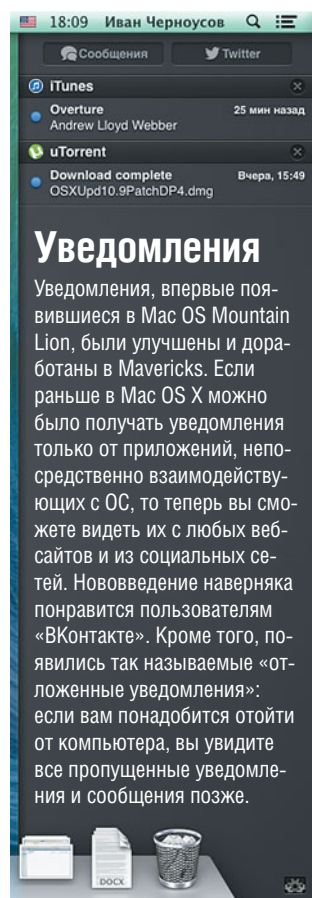 18:09 Иван Черноусов
Сообщения Twitter
iTunes
Overture 25 мин назад
Andrew Lloyd Webber
uTorrent
Download complete Вчера, 15:49
OSXUpd10.9PatchDP4.dmg
Уведомления
Уведомления, впервые поя-
вившиеся в Mac OS Mountain
Lion, были улучшены и дора-
ботаны в Mavericks. Если
раньше в Mac OS X можно
было получать уведомления
только от приложений, непо-
средственно взаимодейству-
ющих с ОС, то теперь вы смо-
жете видеть их с любых веб-
сайтов и из социальных се-
тей. Нововведение наверняка
понравится пользователям
«ВКонтакте». Кроме того, по-
явились так называемые «от-
ложенные уведомления»:
если вам понадобится отойти
от компьютера, вы увидите
все пропущенные уведомле-
ния и сообщения позже.
DOCX